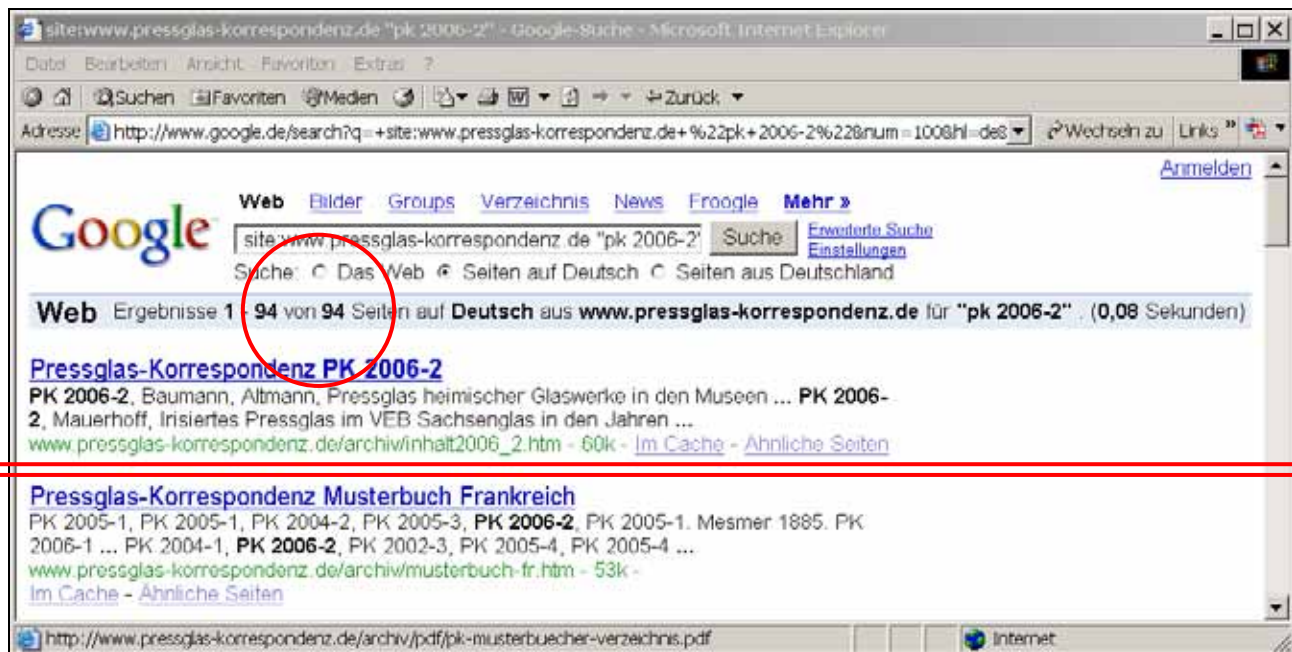 site:www.pressglas-korrespondenz.de "pk 2006-2" - Google-Suche - Microsoft Internet Explorer
Datei Bearbeiten Ansicht Favoriten Extras ?
Suchen Favoriten Medien Zurück
Adresse http://www.google.de/search?q=+site:www.pressglas-korrespondenz.de+%22pk+2006-2%22&num=100&hl=de& Wechseln zu Links »
Anmelden
Web Bilder Groups Verzeichnis News Froogle Mehr »
Google site:www.pressglas-korrespondenz.de "pk 2006-2" Suche Erweiterte Suche
Einstellungen
Suche: Das Web Seiten auf Deutsch Seiten aus Deutschland
Web Ergebnisse 1 - 94 von 94 Seiten auf Deutsch aus www.pressglas-korrespondenz.de für "pk 2006-2" . (0,08 Sekunden)
Pressglas-Korrespondenz PK 2006-2
PK 2006-2, Baumann, Altmann, Pressglas heimischer Glaswerke in den Museen ... PK 2006-
2, Mauerhoff, Irisiertes Pressglas im VEB Sachsenglas in den Jahren ...
www.pressglas-korrespondenz.de/archiv/inhalt2006_2.htm - 60k - Im Cache - Ähnliche Seiten
Pressglas-Korrespondenz Musterbuch Frankreich
PK 2005-1, PK 2005-1, PK 2004-2, PK 2005-3, PK 2006-2, PK 2005-1. Mesmer 1885. PK
2006-1 ... PK 2004-1, PK 2006-2, PK 2002-3, PK 2005-4, PK 2005-4 ...
www.pressglas-korrespondenz.de/archiv/musterbuch-fr.htm - 53k -
Im Cache - Ähnliche Seiten
http://www.pressglas-korrespondenz.de/archiv/pdf/pk-musterbuecher-verzeichnis.pdf Internet